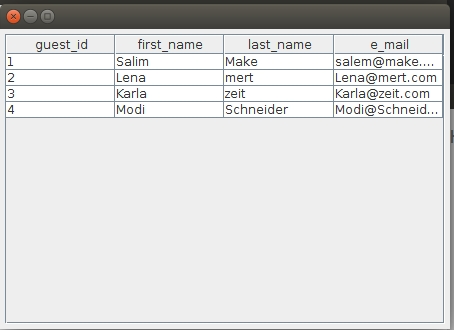 guest_id first_name last_name e_mail
1 Salim Make salem@make....
2 Lena mert Lena@mert.com
3 Karla zeit Karla@zeit.com
4 Modi Schneider Modi@Schneid...